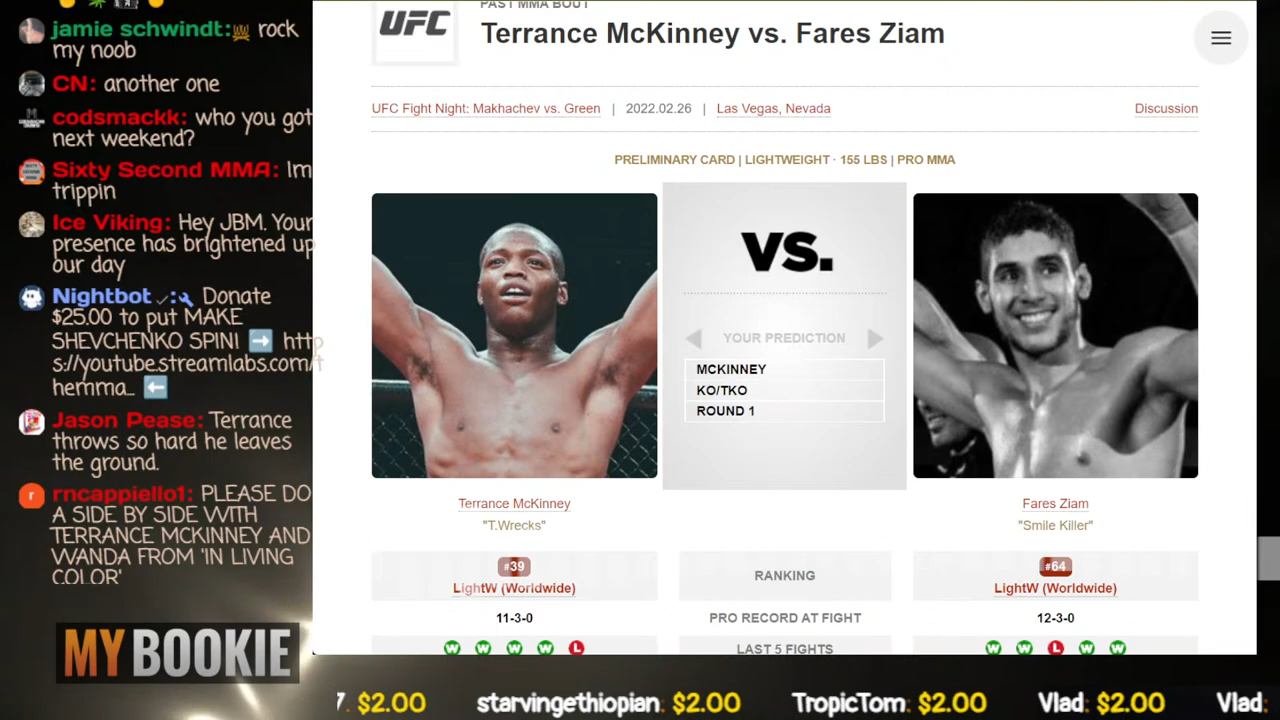 jamie schwindt: rock
my noob
CN: another one
codsmackk: who you got
next weekend?
Sixty Second MMA: Im
trippin
Ice Viking: Hey JBM. Your
presence has brightened up
our day
Nightbot: Donate
$25.00 to put MAKE
SHEVCHENKO SPIN! http
s://youtube.streamlabs.com/t
hemma...
Jason Pease: Terrance
throws so hard he leaves
the ground.
rncappiello1: PLEASE DO
A SIDE BY SIDE WITH
TERRANCE MCKINNEY AND
WANDA FROM 'IN LIVING
COLOR'
MYBOOKIE
PAST MMA BOUT
UFC
Terrance McKinney vs. Fares Ziam
UFC Fight Night: Makhachev vs. Green | 2022.02.26 | Las Vegas, Nevada
Discussion
PRELIMINARY CARD | LIGHTWEIGHT · 155 LBS | PRO MMA
VS.
YOUR PREDICTION
MCKINNEY
KO/TKO
ROUND 1
Terrance McKinney
"T.Wrecks"
Fares Ziam
"Smile Killer"
#39
LightW (Worldwide)
RANKING
#64
LightW (Worldwide)
11-3-0
PRO RECORD AT FIGHT
12-3-0
W W W W L
LAST 5 FIGHTS
W W L W W
7: $2.00 starvingethiopian: $2.00 TropicTom: $2.00 Vlad: $2.00 Vlad: